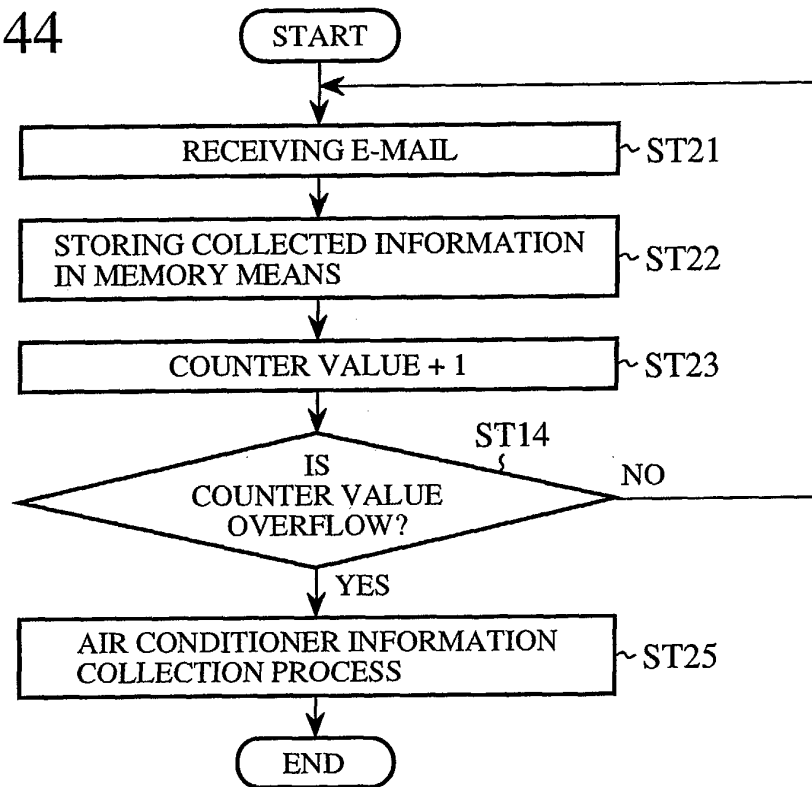 44
START
RECEIVING E-MAIL
ST21
STORING COLLECTED INFORMATION
IN MEMORY MEANS
ST22
COUNTER VALUE + 1
ST23
ST14
IS
COUNTER VALUE
OVERFLOW?
NO
YES
AIR CONDITIONER INFORMATION
COLLECTION PROCESS
ST25
END